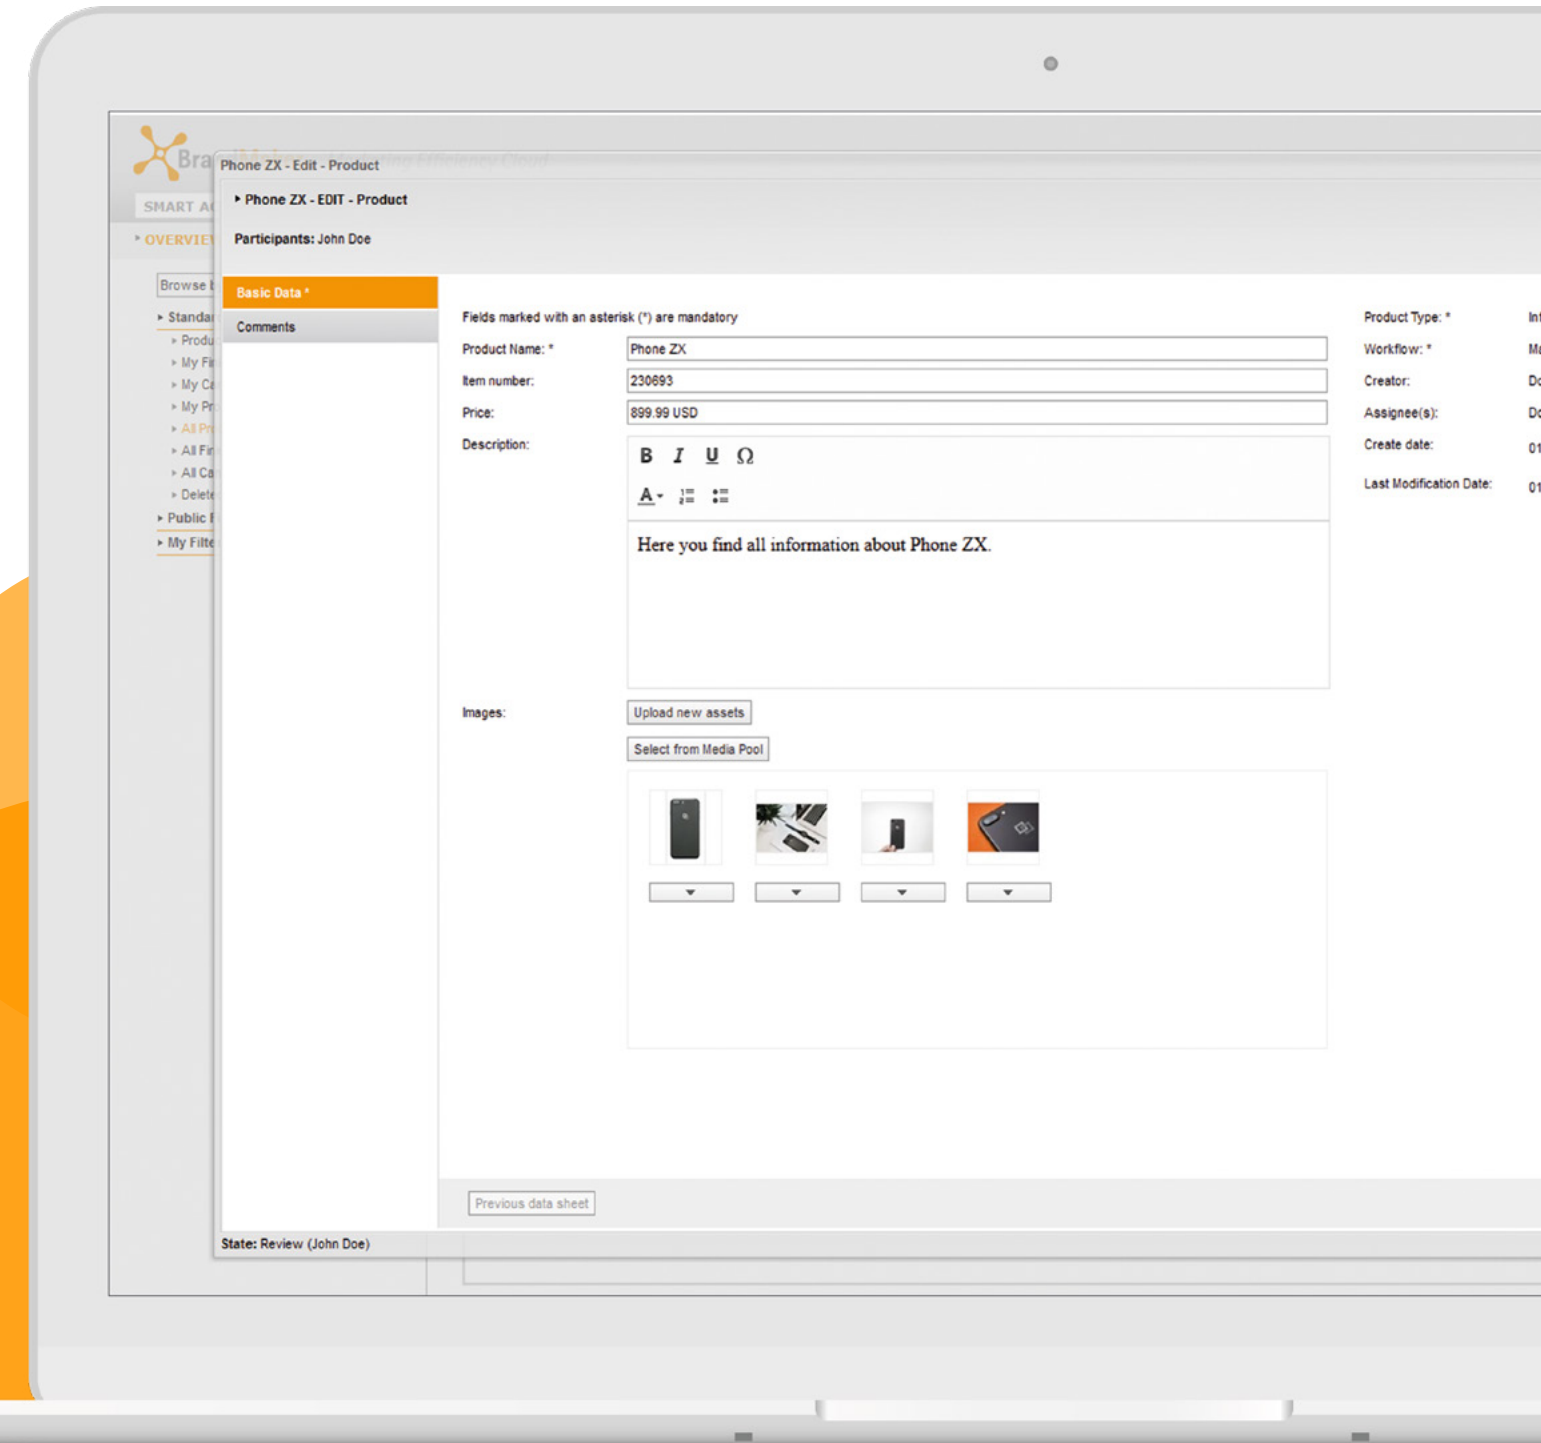 Phone ZX - Edit - Product
Phone ZX - EDIT - Product
Participants: John Doe
SMART
Browse
My
My
My
All
All
All
Public
My
Basic Data *
Comments
Fields marked with an asterisk (*) are mandatory
Product Name: * Phone ZX
Item number: 230693
Price: 899.99 USD
Description:
B I U Ω
A
Here you find all information about Phone ZX.
Images:
Upload new assets
Select from Media Pool
Product Type: *
Workflow: *
Creator:
Assignee(s):
Create date: 01
Last Modification Date: 01
Previous data sheet
State: Review (John Doe)